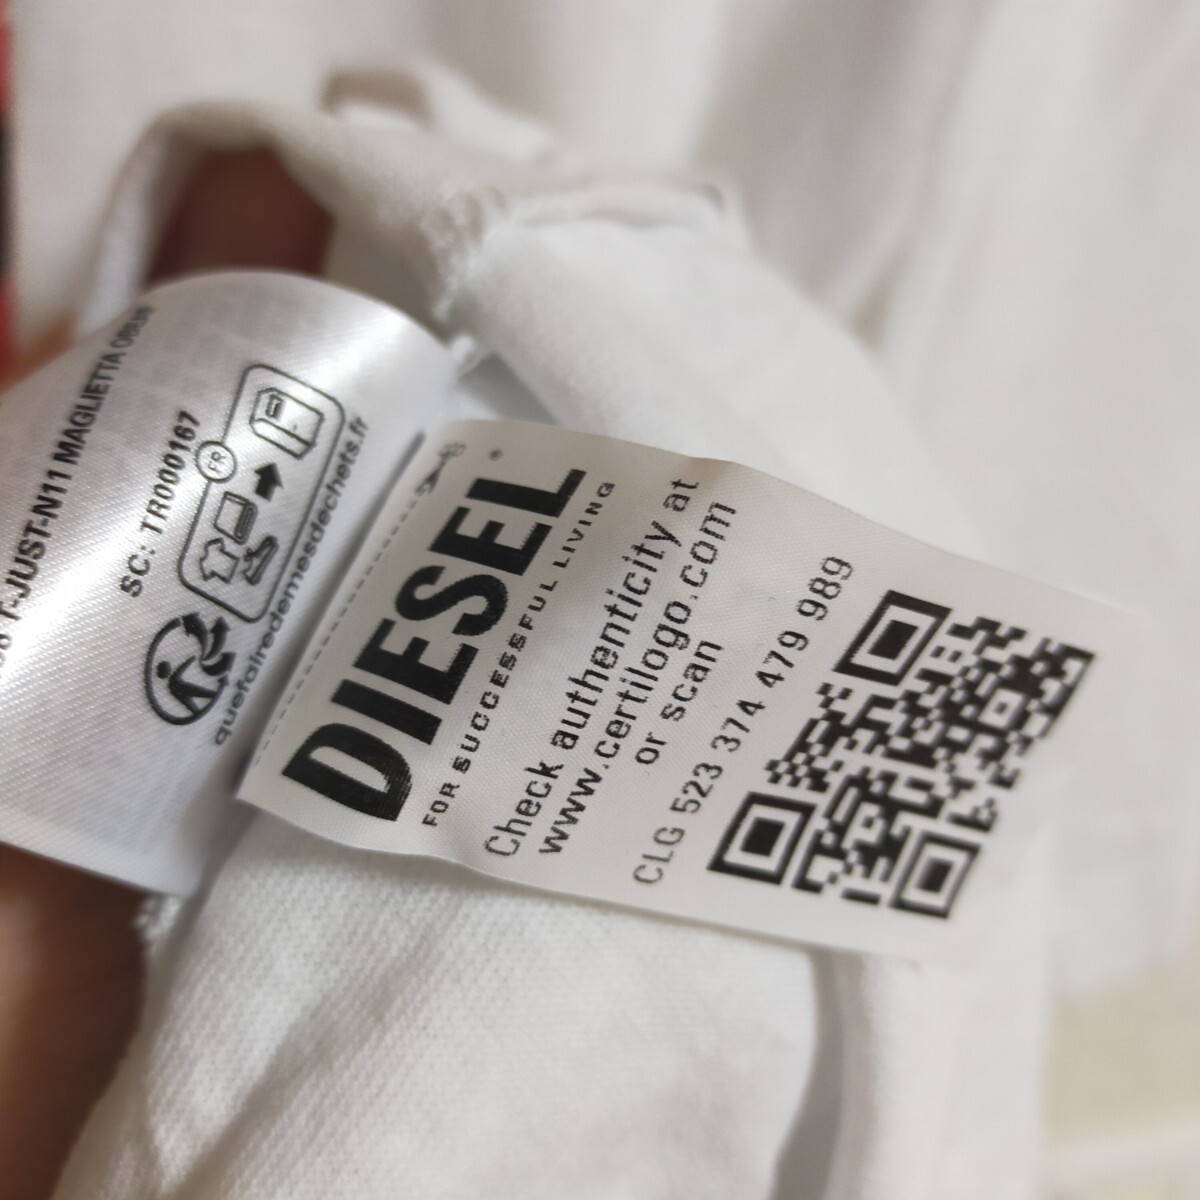 T-JUST-N11 MAGLIETTA
SC: TR000167
FR
quefairedemesdechets.fr
DIESEL
FOR SUCCESSFUL LIVING
Check authenticity at
www.certilogo.com
or scan
CLG 523 374 479 989